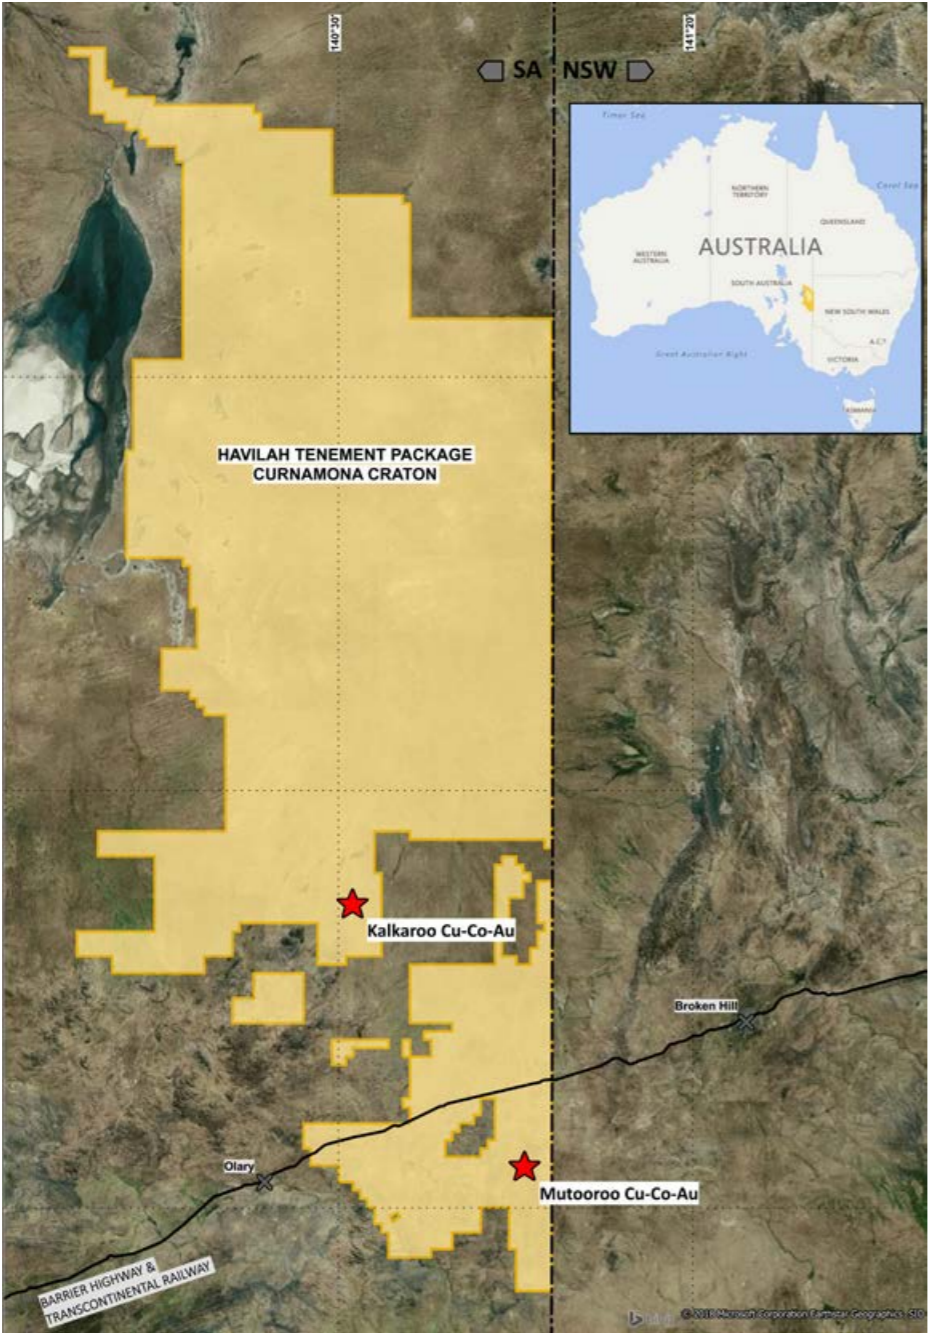 140°30'
141°20'
SA NSW
Timor Sea
Coral Sea
NORTHERN
TERRITORY
QUEENSLAND
AUSTRALIA
WESTERN
AUSTRALIA
SOUTH AUSTRALIA
NEW SOUTH WALES
A.C.T
Great Australian Bight
VICTORIA
HAVILAH TENEMENT PACKAGE
CURNAMONA CRATON
Kalkaroo Cu-Co-Au
Broken Hill
Olary
Mutooroo Cu-Co-Au
BARRIER HIGHWAY &
TRANSCONTINENTAL RAILWAY
© 2018 Microsoft Corporation Earthstar Geographics SIO